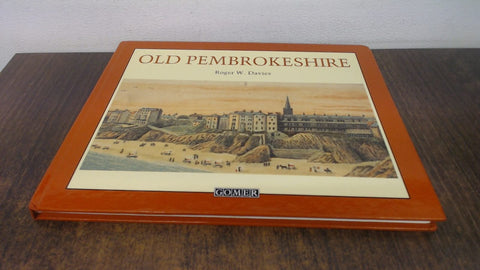 OLD PEMBROKESHIRE
Roger W. Davies
GOMER